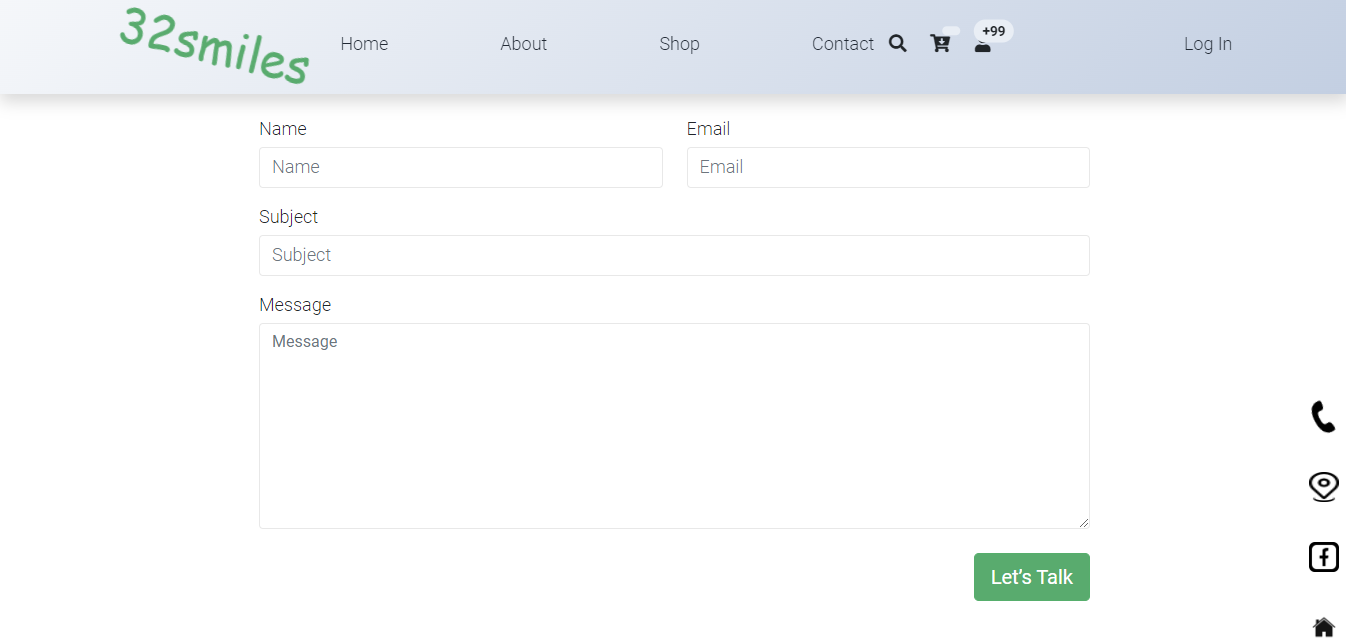 32smiles
Home About Shop Contact +99 Log In
Name Email
Name Email
Subject
Subject
Message
Message
Let's Talk